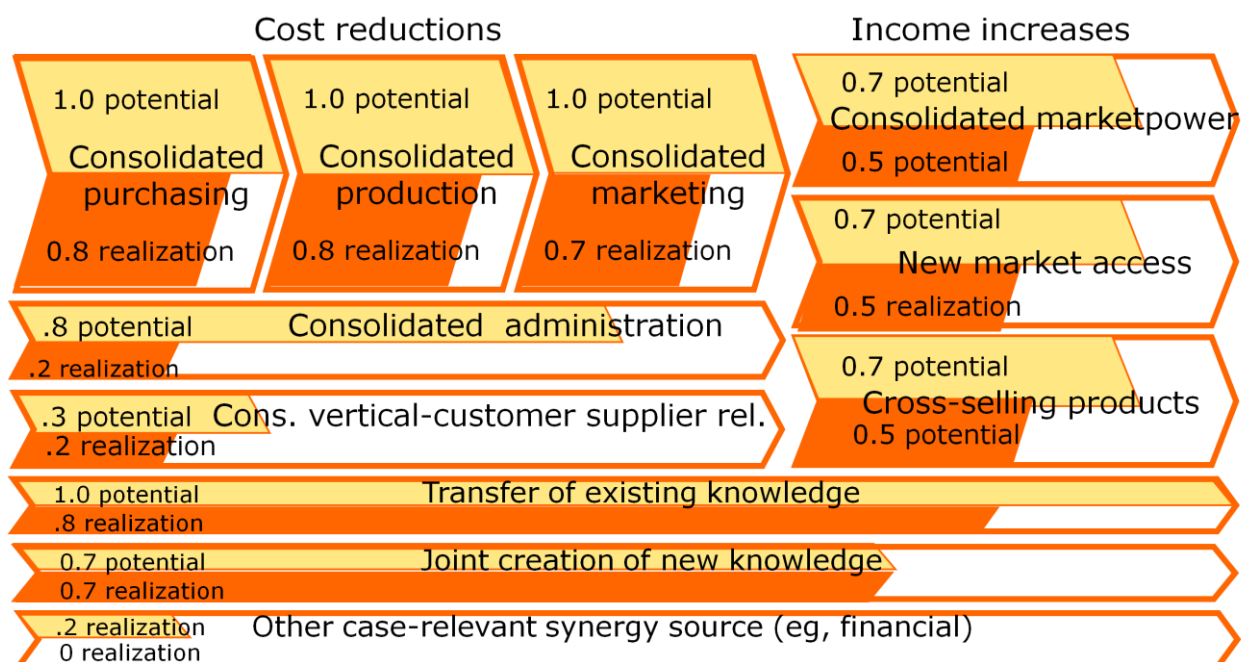 Cost reductions
Income increases
1.0 potential
Consolidated
purchasing
0.8 realization
1.0 potential
Consolidated
production
0.8 realization
1.0 potential
Consolidated
marketing
0.7 realization
0.7 potential
Consolidated marketpower
0.5 potential
0.7 potential
New market access
0.5 realization
0.7 potential
Cross-selling products
0.5 potential
.8 potential
Consolidated administration
.2 realization
.3 potential
Cons. vertical-customer supplier rel.
.2 realization
1.0 potential
Transfer of existing knowledge
.8 realization
0.7 potential
Joint creation of new knowledge
0.7 realization
.2 realization
Other case-relevant synergy source (eg, financial)
0 realization